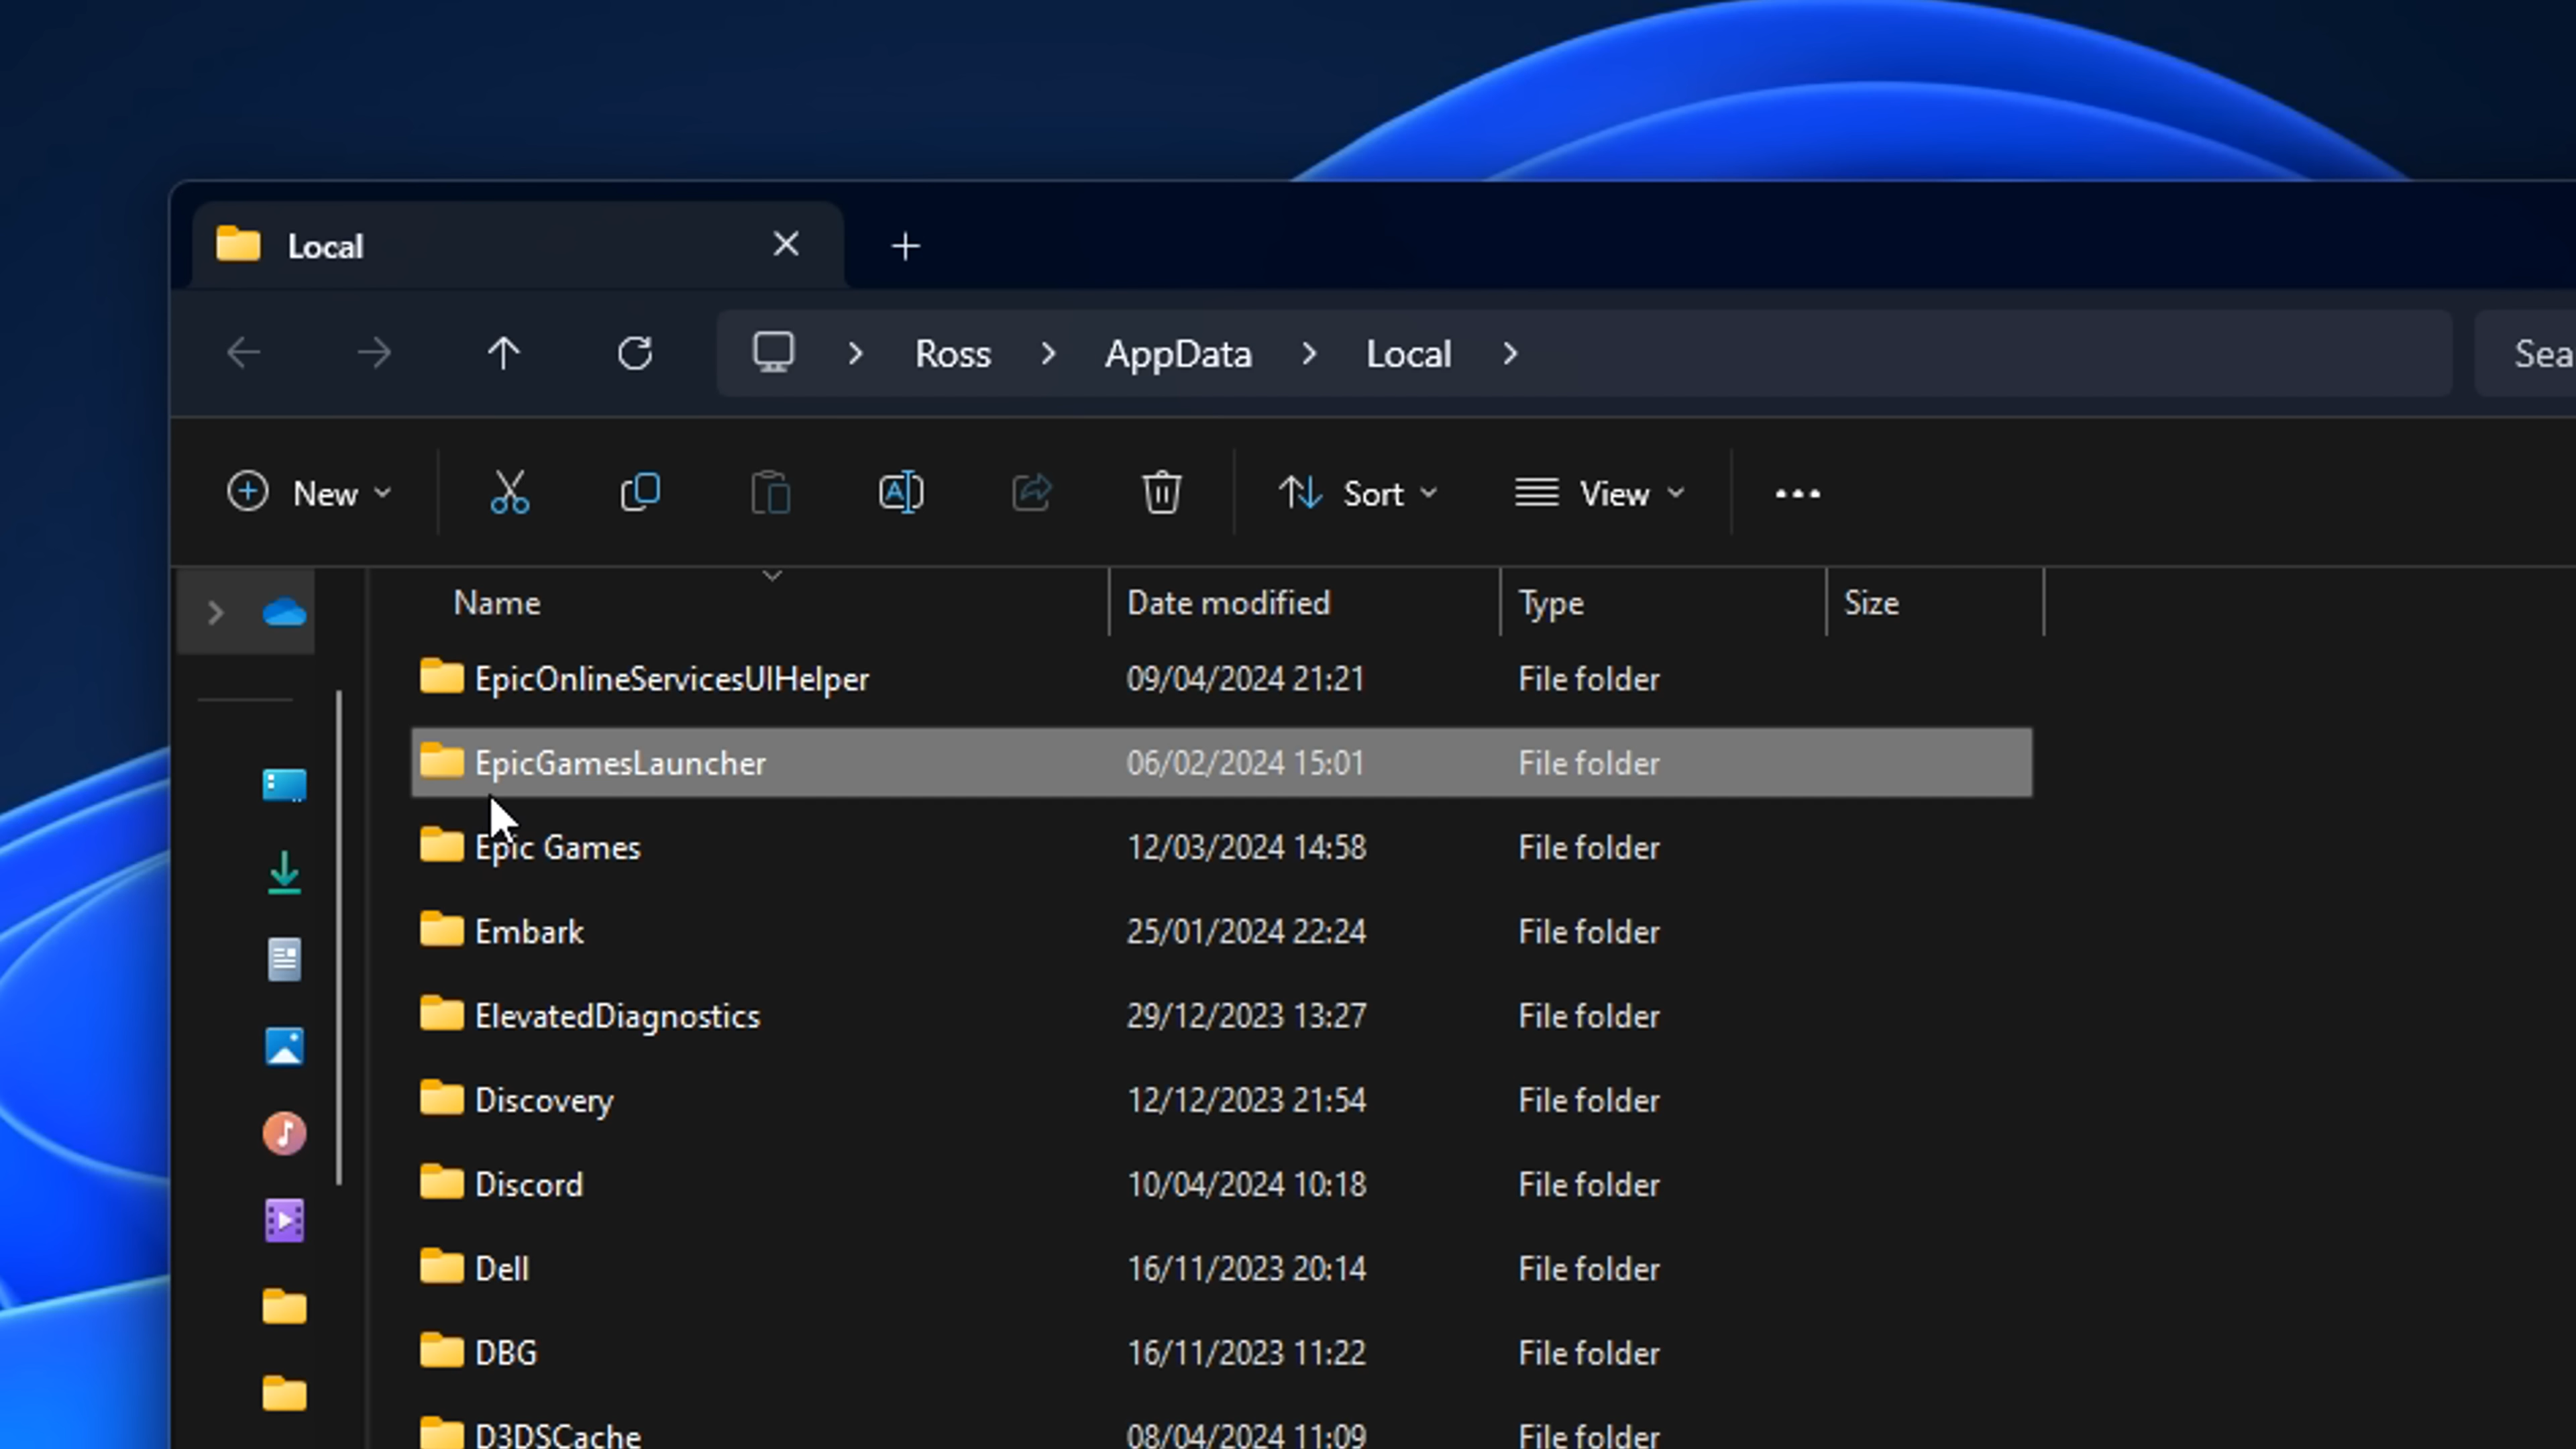 Local
Ross AppData Local Sea
New Sort View
Name Date modified Type Size
EpicOnlineServicesUIHelper 09/04/2024 21:21 File folder
EpicGamesLauncher 06/02/2024 15:01 File folder
Epic Games 12/03/2024 14:58 File folder
Embark 25/01/2024 22:24 File folder
ElevatedDiagnostics 29/12/2023 13:27 File folder
Discovery 12/12/2023 21:54 File folder
Discord 10/04/2024 10:18 File folder
Dell 16/11/2023 20:14 File folder
DBG 16/11/2023 11:22 File folder
D3DSCache 08/04/2024 11:09 File folder